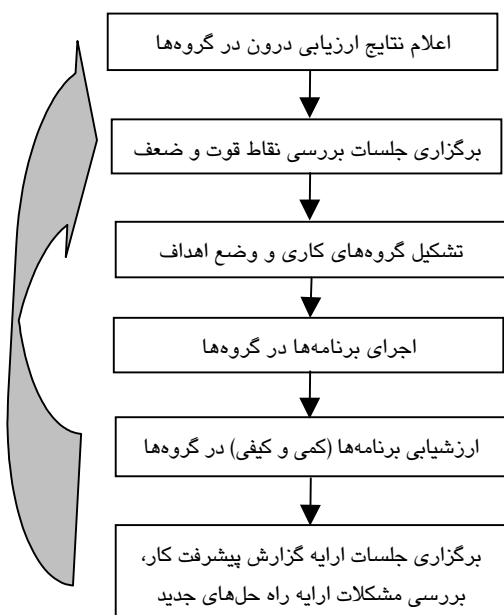 اعلام نتایج ارزیابی درون در گروه‌ها
برگزاری جلسات بررسی نقاط قوت و ضعف
تشکیل گروه‌های کاری و وضع اهداف
اجرای برنامه‌ها در گروه‌ها
ارزشیابی برنامه‌ها (کمی و کیفی) در گروه‌ها
برگزاری جلسات ارایه گزارش پیشرفت کار،
بررسی مشکلات ارایه راه حل‌های جدید